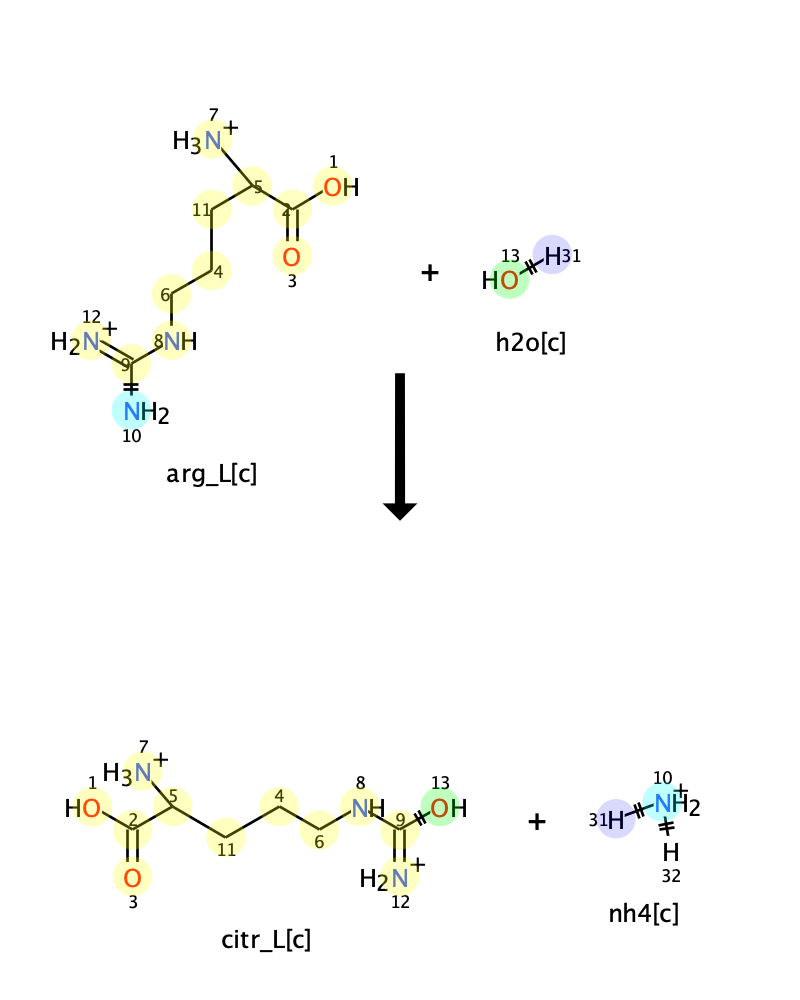 7
H3N+
1
5
OH
11
2
O
3
4
6
12
H2N+
8
NH
9
NH2
10
arg_L[c]
+
13
H31
HO
h2o[c]
7
H3N+
1
HO
5
2
O
3
11
4
6
8
NH
13
OH
9
H2N+
12
citr_L[c]
+
10
NH2+
31H
H
32
nh4[c]